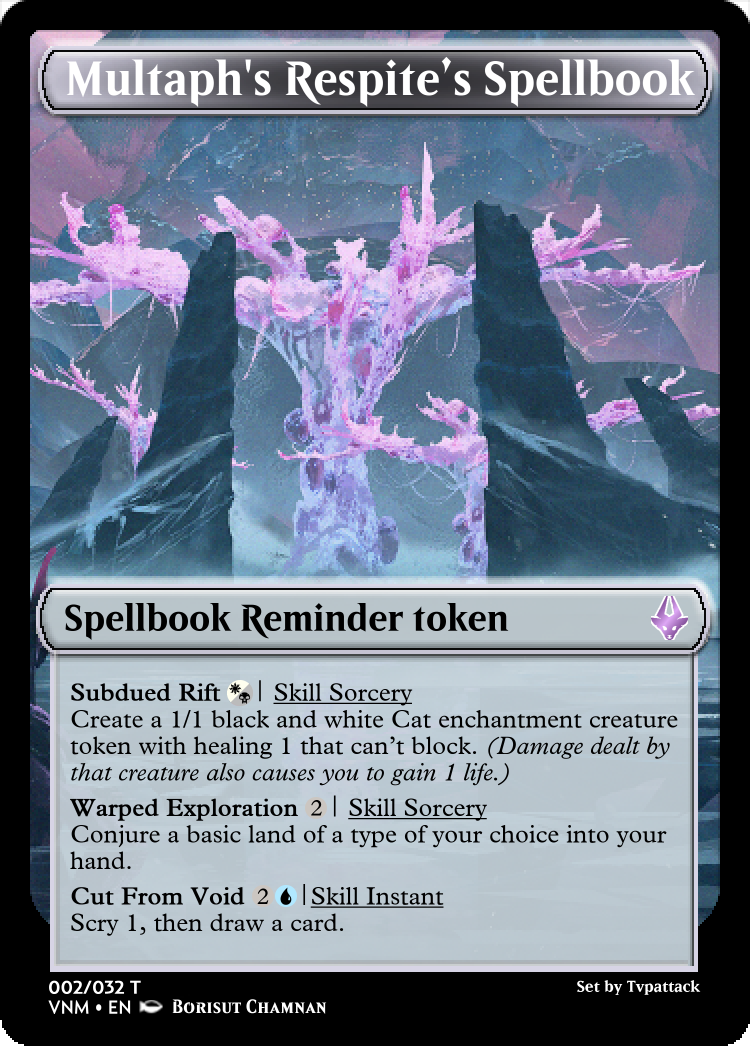 Multaph's Respite's Spellbook
Spellbook Reminder token
Subdued Rift | Skill Sorcery
Create a 1/1 black and white Cat enchantment creature
token with healing 1 that can't block. (Damage dealt by
that creature also causes you to gain 1 life.)
Warped Exploration 2 | Skill Sorcery
Conjure a basic land of a type of your choice into your
hand.
Cut From Void 2 | Skill Instant
Scry 1, then draw a card.
002/032 T
Set by Tvpattack
VNM • EN Borisut Chamnan